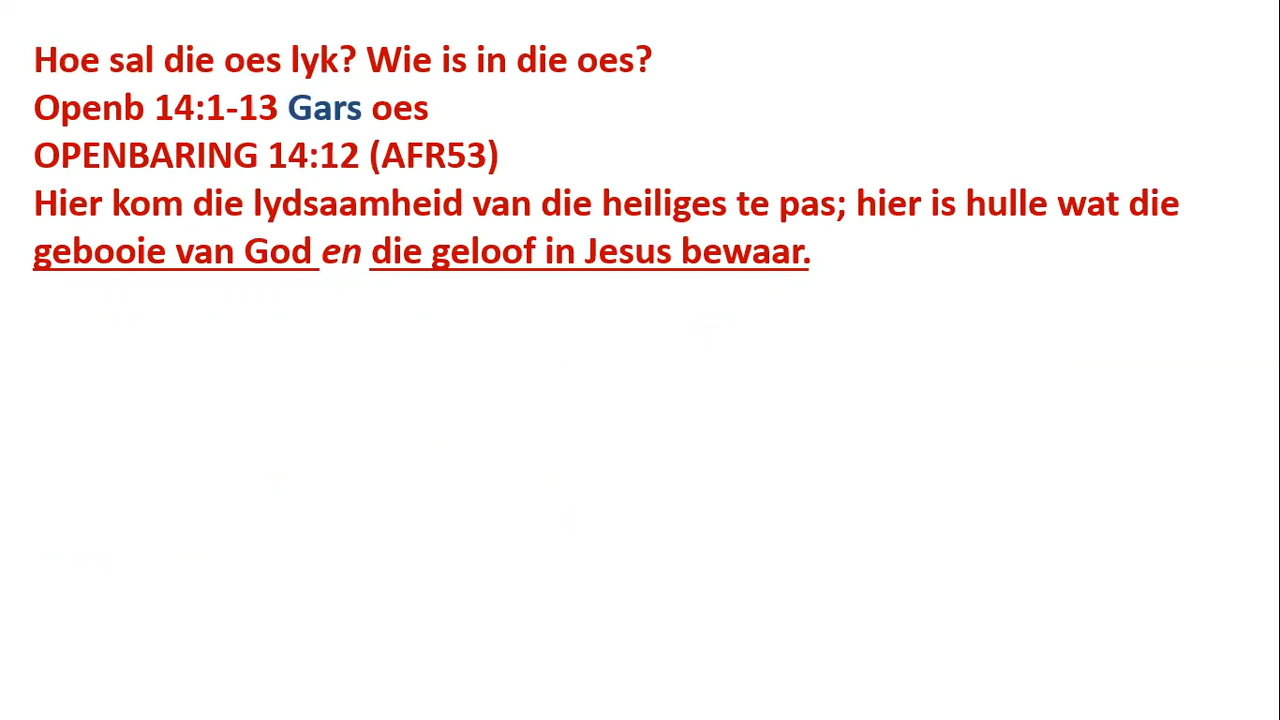 Hoe sal die oes lyk? Wie is in die oes?
Openb 14:1-13 Gars oes
OPENBARING 14:12 (AFR53)
Hier kom die lydsaamheid van die heiliges te pas; hier is hulle wat die
gebooie van God en die geloof in Jesus bewaar.